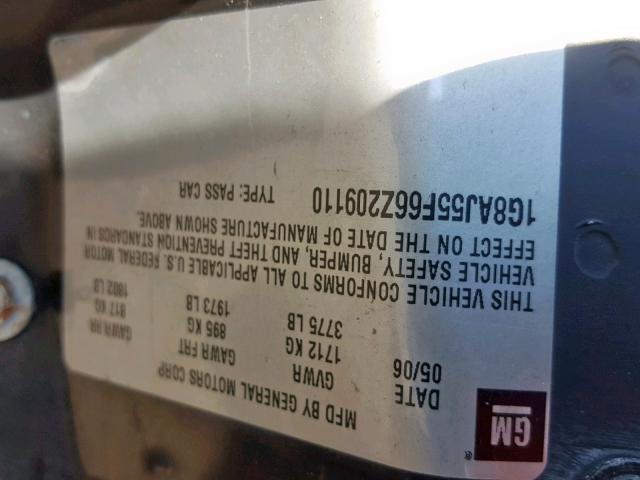 GM ®
MFD BY GENERAL MOTORS CORP
DATE GVWR GAWR FRT GAWR RR
05/06 1712 KG 895 KG 817 KG
3775 LB 1973 LB 1802 LB
THIS VEHICLE CONFORMS TO ALL APPLICABLE U.S. FEDERAL MOTOR
VEHICLE SAFETY, BUMPER, AND THEFT PREVENTION STANDARDS IN
EFFECT ON THE DATE OF MANUFACTURE SHOWN ABOVE.
1G8AJ55F66Z209110 TYPE: PASS CAR